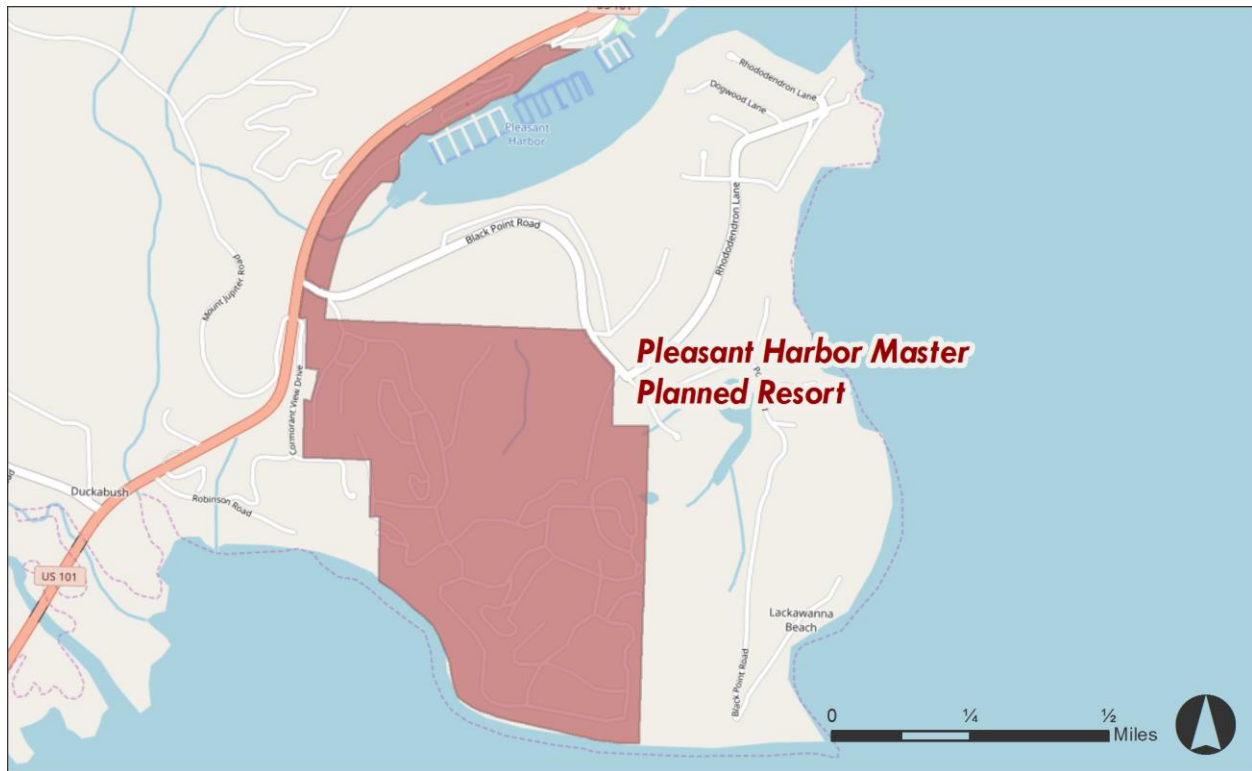 US 101
Rhododendron Lane
Dogwood Lane
Pleasant
Harbor
Rhododendron Lane
Black Point Road
Mount Jupiter Road
Pleasant Harbor Master
Planned Resort
Cormorant View Drive
Duckabush
Robinson Road
US 101
Lackawanna
Beach
Black Point Road
0 ¼ ½
Miles